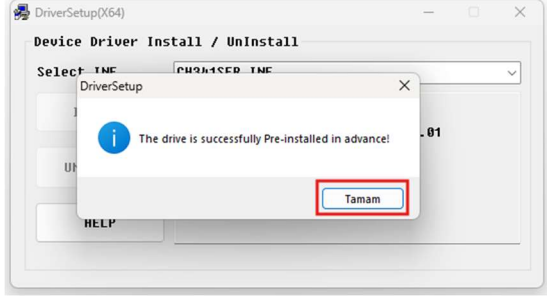 DriverSetup(X64)
Device Driver Install / UnInstall
Select INF
CH341SER.INF
DriverSetup
The drive is successfully Pre-installed in advance!
.01
Tamam
HELP